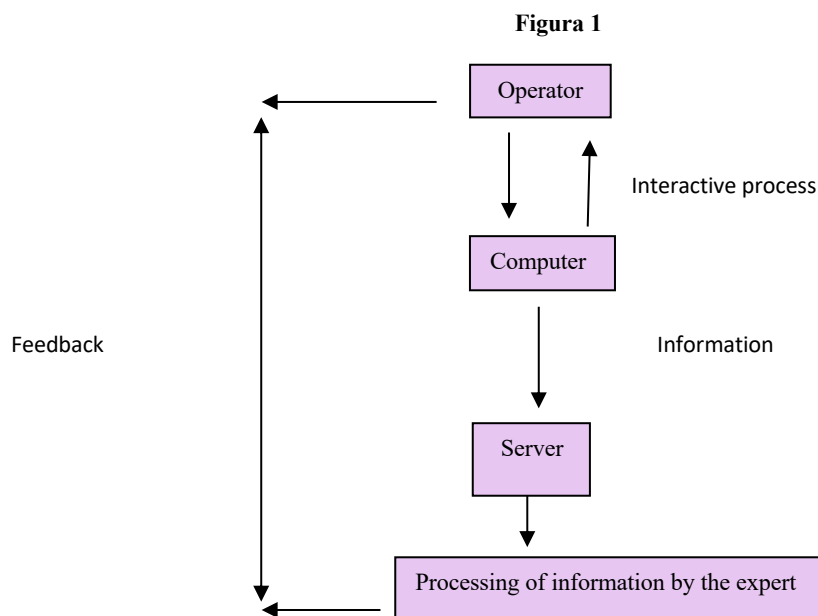 Figura 1
Operator
Interactive process
Computer
Feedback
Information
Server
Processing of information by the expert